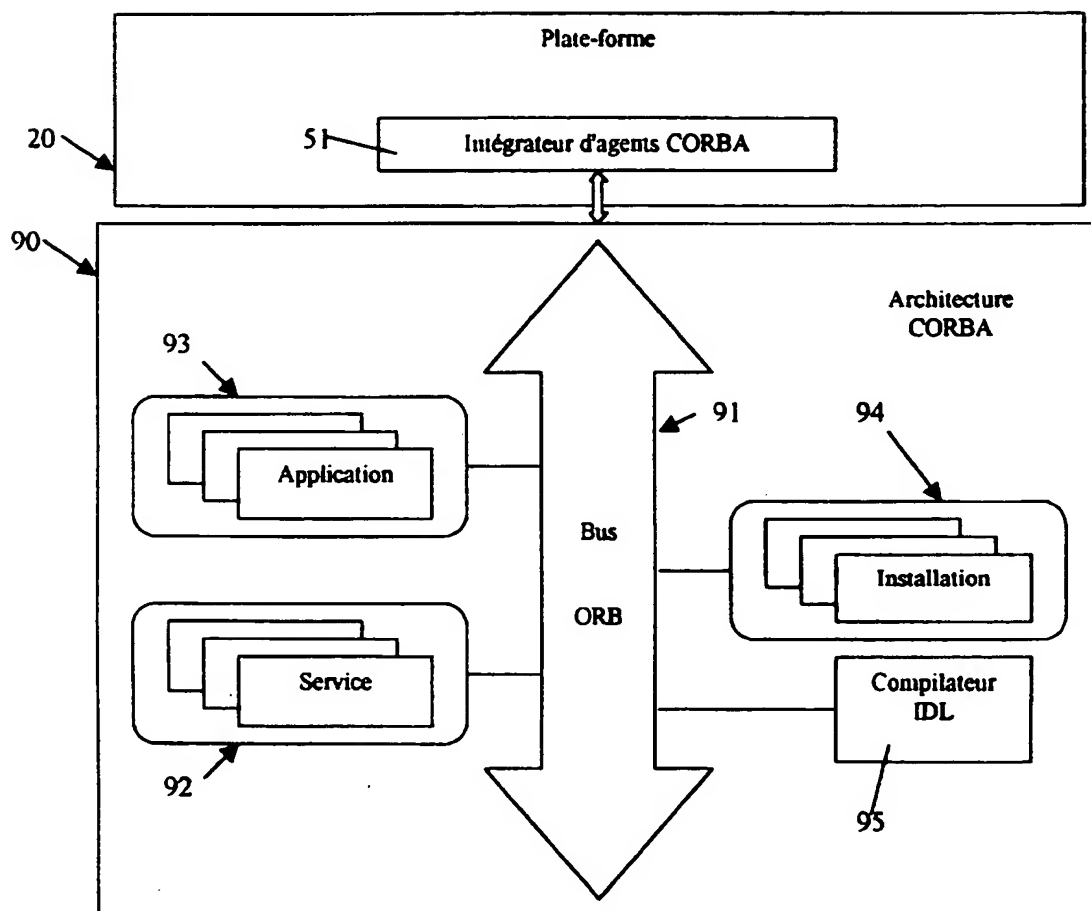 Plate-forme
20
51
Intégrateur d'agents CORBA
90
Architecture
CORBA
93
91
94
Application
Bus
Installation
ORB
Service
Compilateur
IDL
92
95